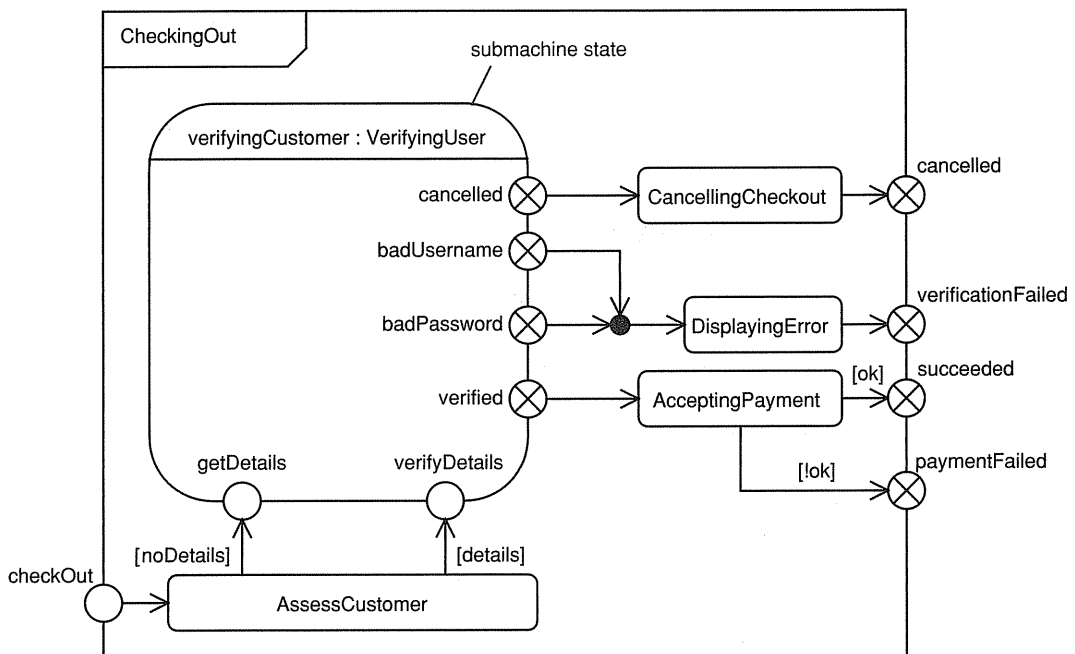 CheckingOut
submachine state
verifyingCustomer : VerifyingUser
cancelled
CancellingCheckout
cancelled
badUsername
badPassword
DisplayingError
verificationFailed
verified
AcceptingPayment
[ok]
succeeded
[!ok]
paymentFailed
getDetails
verifyDetails
[noDetails]
[details]
checkOut
AssessCustomer